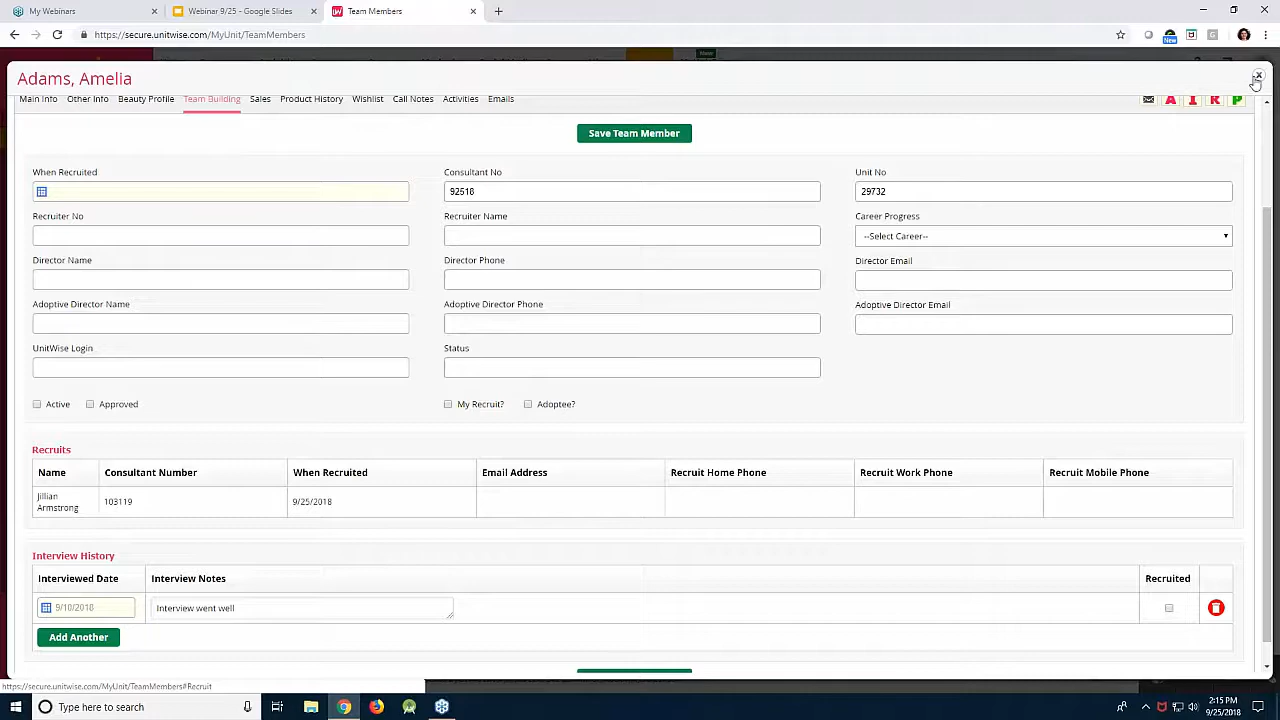 My Webinars
Webinar 9/25 - Google Slides
Team Members
https://secure.unitwise.com/MyUnit/TeamMembers
New
Adams, Amelia
Main Info Other Info Beauty Profile Team Building Sales Product History Wishlist Call Notes Activities Emails
A I R P
Save Team Member
When Recruited Consultant No Unit No
92518 29732
Recruiter No Recruiter Name Career Progress
--Select Career--
Director Name Director Phone Director Email
Adoptive Director Name Adoptive Director Phone Adoptive Director Email
UnitWise Login Status
Active Approved My Recruit? Adoptee?
Recruits
Name Consultant Number When Recruited Email Address Recruit Home Phone Recruit Work Phone Recruit Mobile Phone
Jillian
Armstrong
103119 9/25/2018
Interview History
Interviewed Date Interview Notes Recruited
9/10/2018 Interview went well
Add Another
https://secure.unitwise.com/MyUnit/TeamMembers#Recruit
Type here to search
2:15 PM
9/25/2018